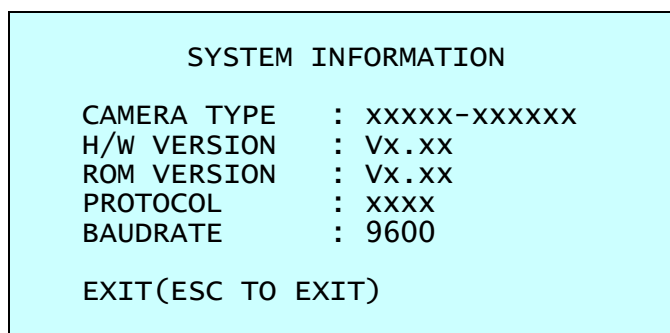 SYSTEM INFORMATION
CAMERA TYPE : xxxxx-xxxxxx
H/W VERSION : Vx.xx
ROM VERSION : Vx.xx
PROTOCOL : xxxx
BAUDRATE : 9600
EXIT(ESC TO EXIT)